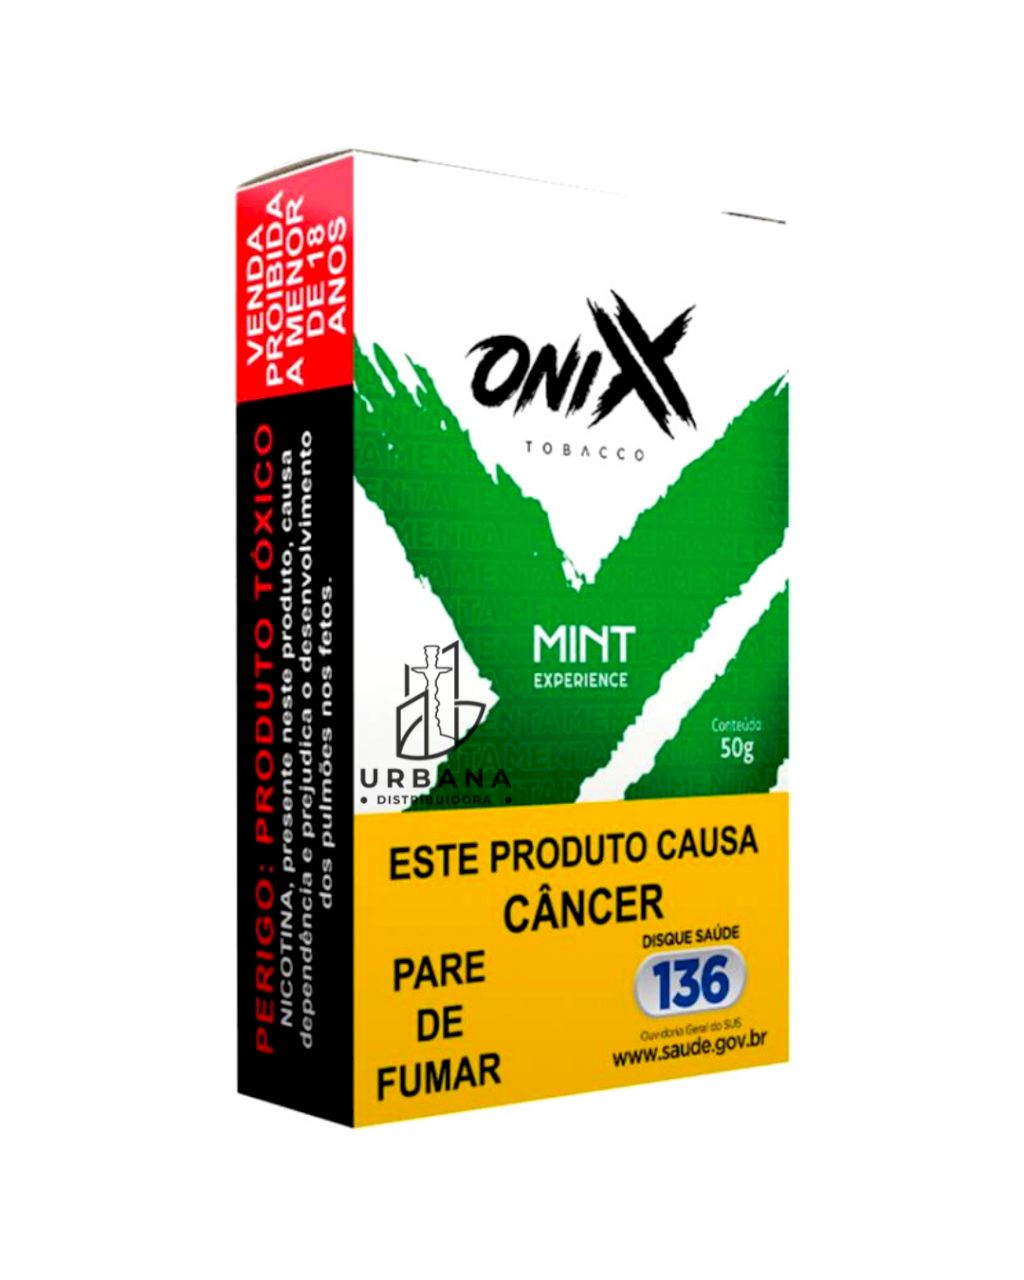 VENDA
PROIBIDA
A MENOR
DE 18
ANOS
PERIGO: PRODUTO TÓXICO
NICOTINA, presente neste produto, causa
dependência e prejudica o desenvolvimento
dos pulmões nos fetos.
ONIXX
TOBACCO
MINT
EXPERIENCE
Conteúdo:
50g
URBANA
• DISTRIBUIDORA •
ESTE PRODUTO CAUSA
CÂNCER
PARE
DE
FUMAR
DISQUE SAÚDE
136
Ouvidoria Geral do SUS
www.saude.gov.br